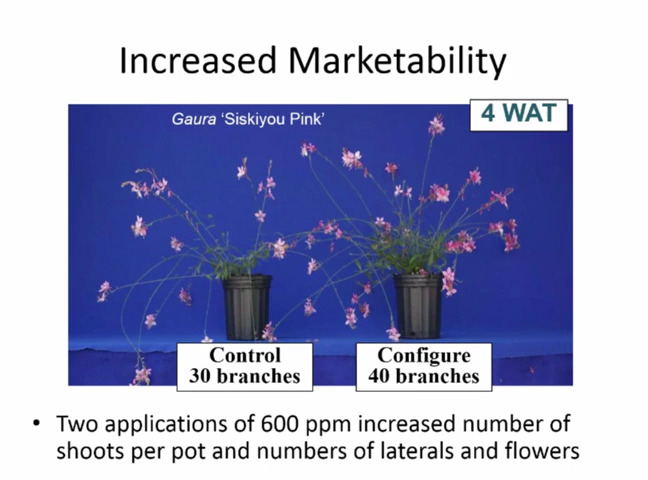 Increased Marketability
Gaura ‘Siskiyou Pink’
4 WAT
Control
30 branches
Configure
40 branches
• Two applications of 600 ppm increased number of
shoots per pot and numbers of laterals and flowers